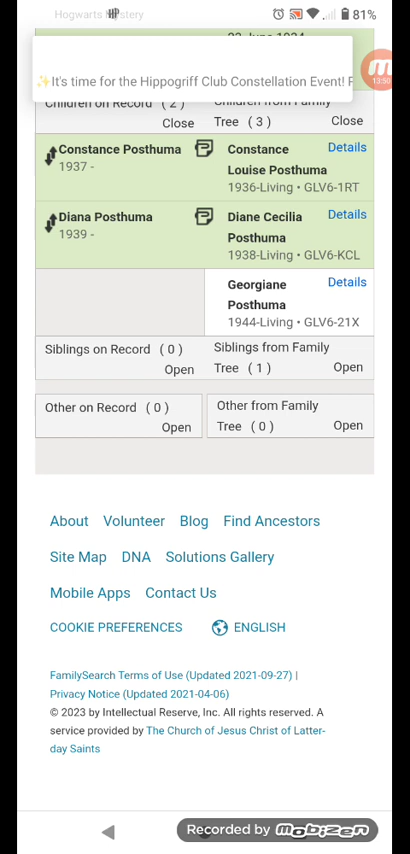 Hogwarts Mystery
81%
✨It's time for the Hippogriff Club Constellation Event!
13:50
Children on Record ( 2 )
Close
Children from Family
Tree ( 3 )
Close
Constance Posthuma
1937 -
Constance
Louise Posthuma
1936-Living • GLV6-1RT
Details
Diana Posthuma
1939 -
Diane Cecilia
Posthuma
1938-Living • GLV6-KCL
Details
Georgiane
Posthuma
1944-Living • GLV6-21X
Details
Siblings on Record ( 0 )
Open
Siblings from Family
Tree ( 1 )
Open
Other on Record ( 0 )
Open
Other from Family
Tree ( 0 )
Open
About Volunteer Blog Find Ancestors
Site Map DNA Solutions Gallery
Mobile Apps Contact Us
COOKIE PREFERENCES ENGLISH
FamilySearch Terms of Use (Updated 2021-09-27) |
Privacy Notice (Updated 2021-04-06)
© 2023 by Intellectual Reserve, Inc. All rights reserved. A
service provided by The Church of Jesus Christ of Latter-
day Saints
Recorded by mobizen